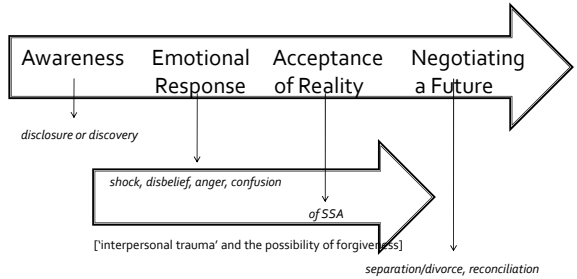 Awareness Emotional Acceptance Negotiating
Response of Reality a Future
disclosure or discovery
shock, disbelief, anger, confusion
of SSA
['interpersonal trauma' and the possibility of forgiveness]
separation/divorce, reconciliation